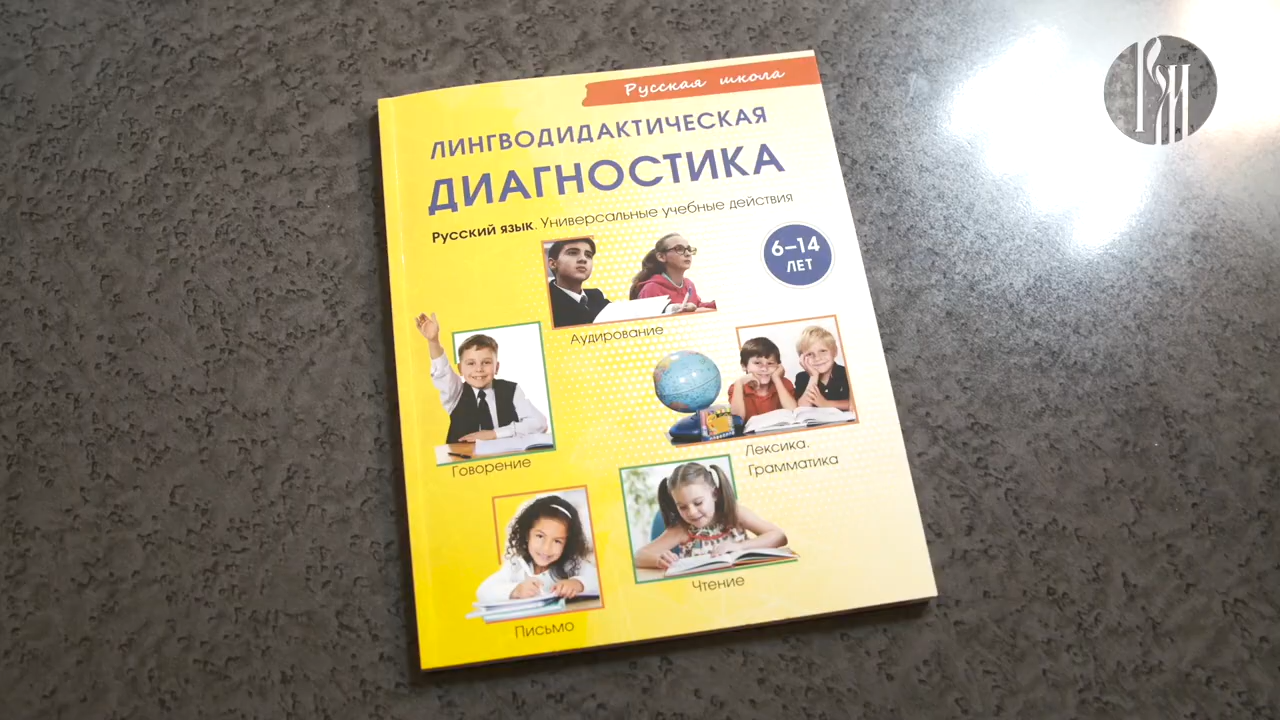 Русская школа
ЛИНГВОДИДАКТИЧЕСКАЯ
ДИАГНОСТИКА
Русский язык. Универсальные учебные действия
6–14
ЛЕТ
Аудирование
Говорение
Лексика.
Грамматика
Чтение
Письмо